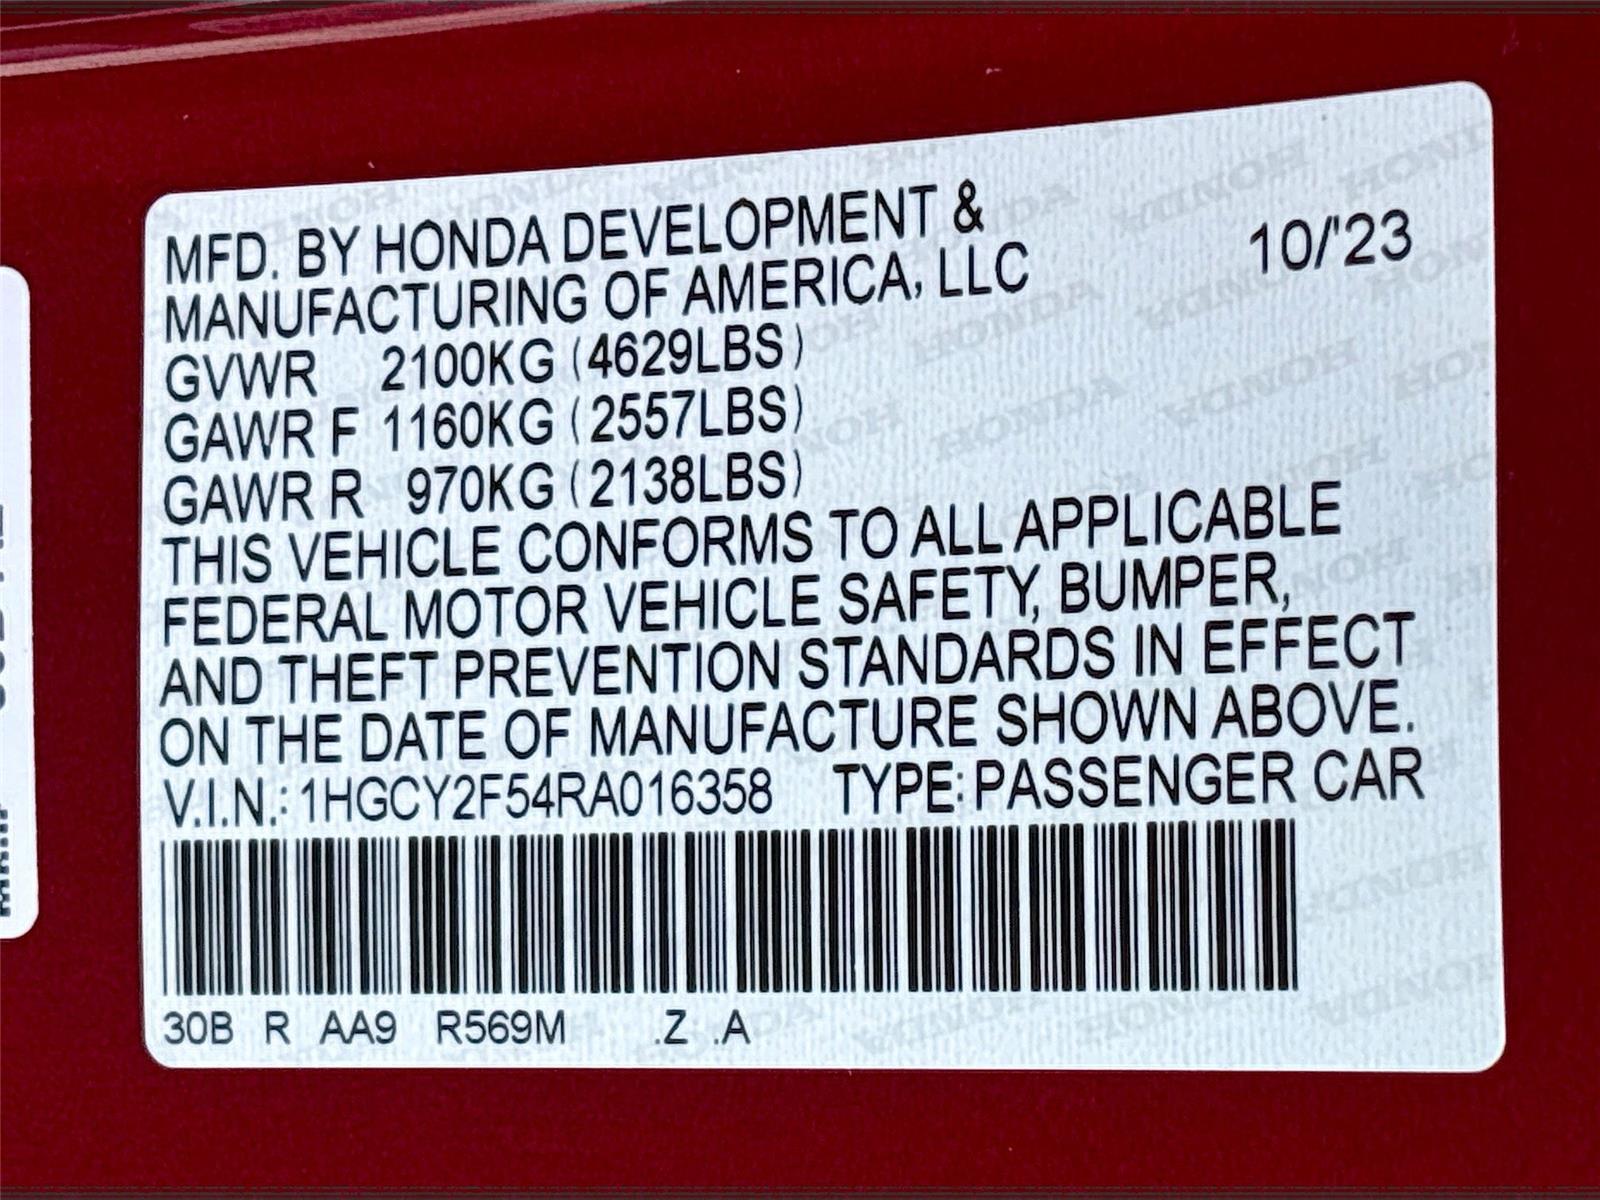 MFD. BY HONDA DEVELOPMENT &
MANUFACTURING OF AMERICA, LLC
10/'23
GVWR 2100KG (4629LBS)
GAWR F 1160KG (2557LBS)
GAWR R 970KG (2138LBS)
THIS VEHICLE CONFORMS TO ALL APPLICABLE
FEDERAL MOTOR VEHICLE SAFETY, BUMPER,
AND THEFT PREVENTION STANDARDS IN EFFECT
ON THE DATE OF MANUFACTURE SHOWN ABOVE.
V.I.N.: 1HGCY2F54RA016358 TYPE: PASSENGER CAR
30B R AA9 R569M .Z .A